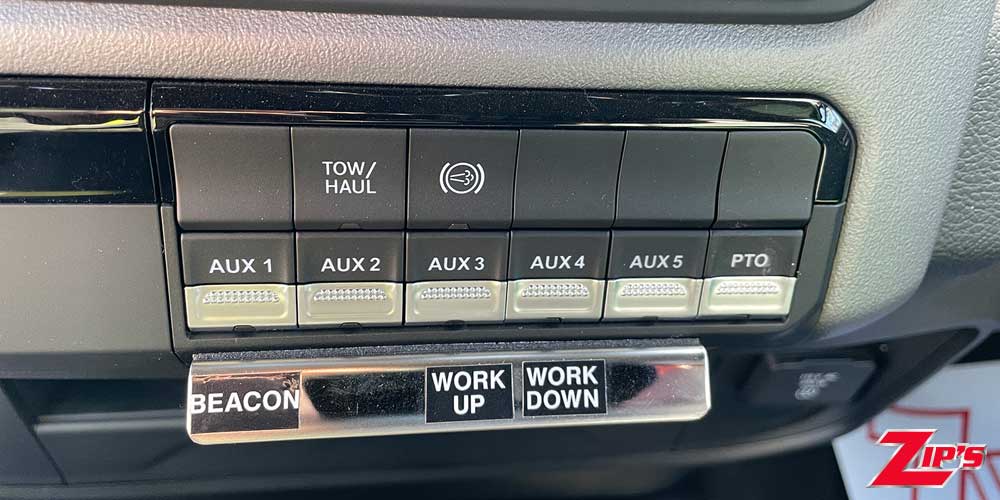 TOW/
HAUL
AUX 1 AUX 2 AUX 3 AUX 4 AUX 5 PTO
BEACON
WORK
UP
WORK
DOWN
ZIP'S